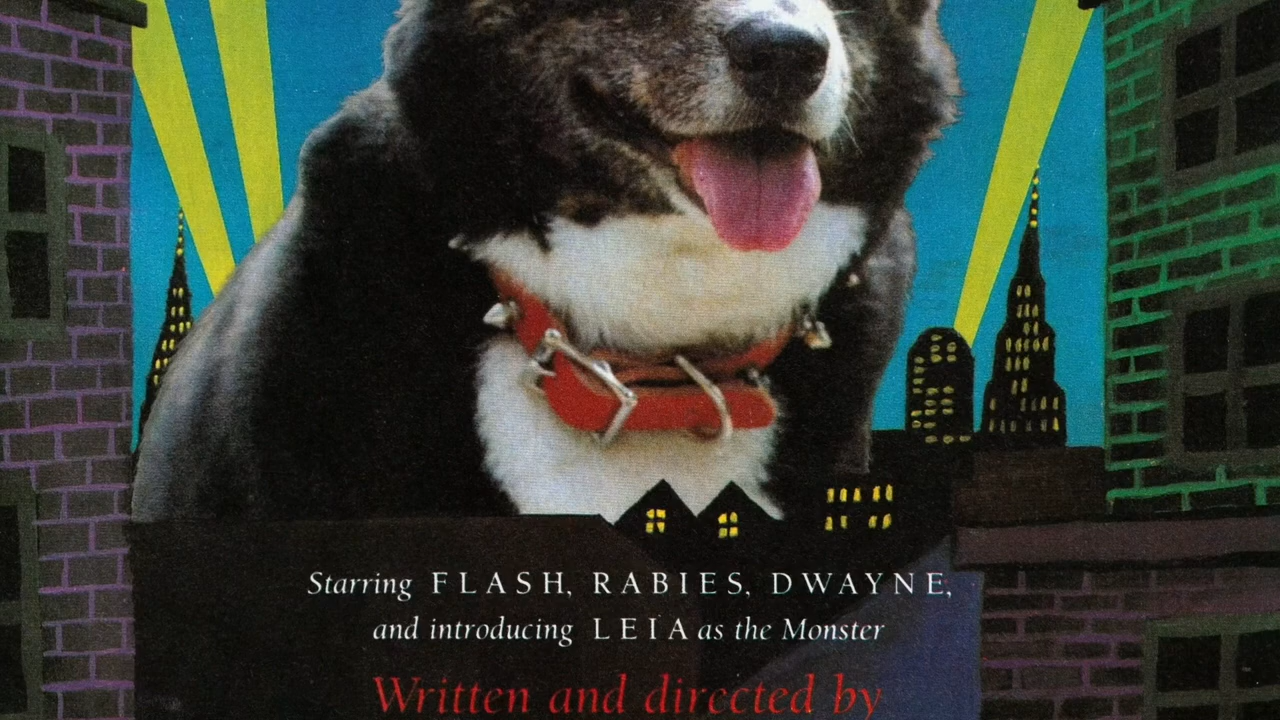 Starring FLASH, RABIES, DWAYNE,
and introducing LEIA as the Monster
Written and directed by